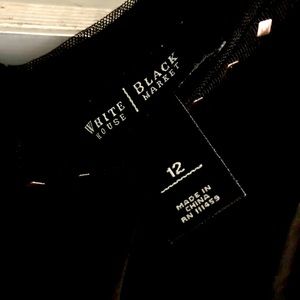 WHITE | BLACK
HOUSE | MARKET
12
MADE IN
CHINA
RN 111459